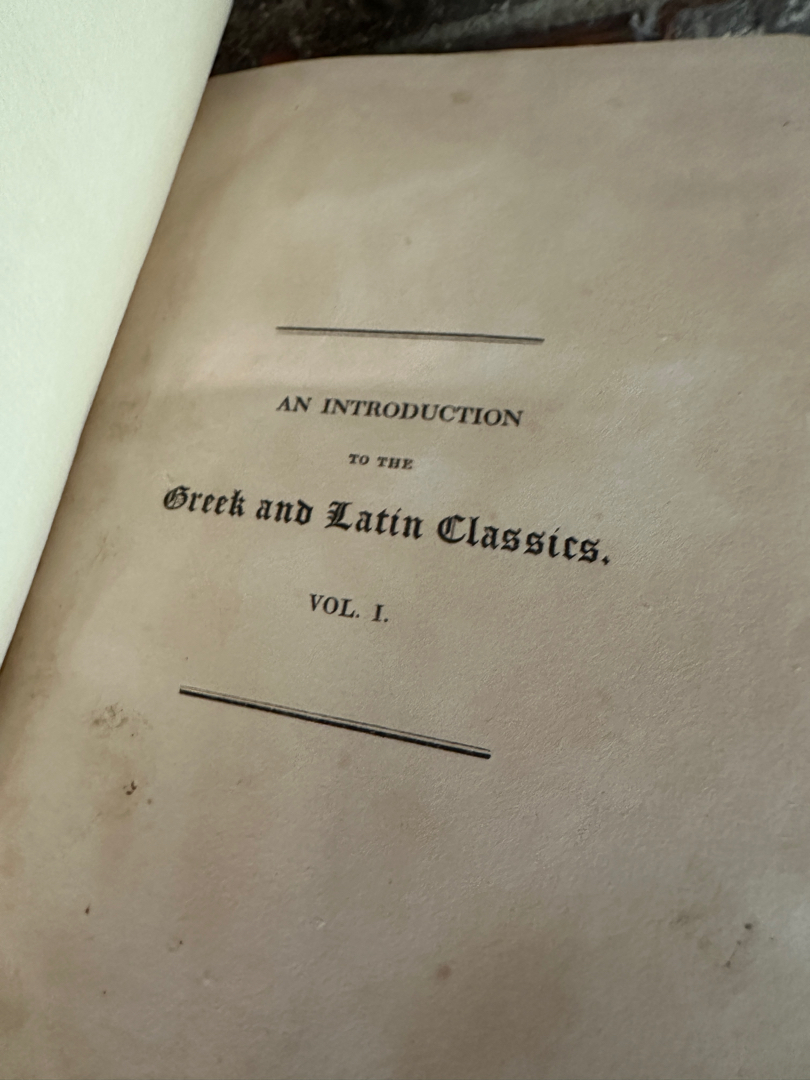 AN INTRODUCTION
TO THE
Greek and Latin Classics.
VOL. I.